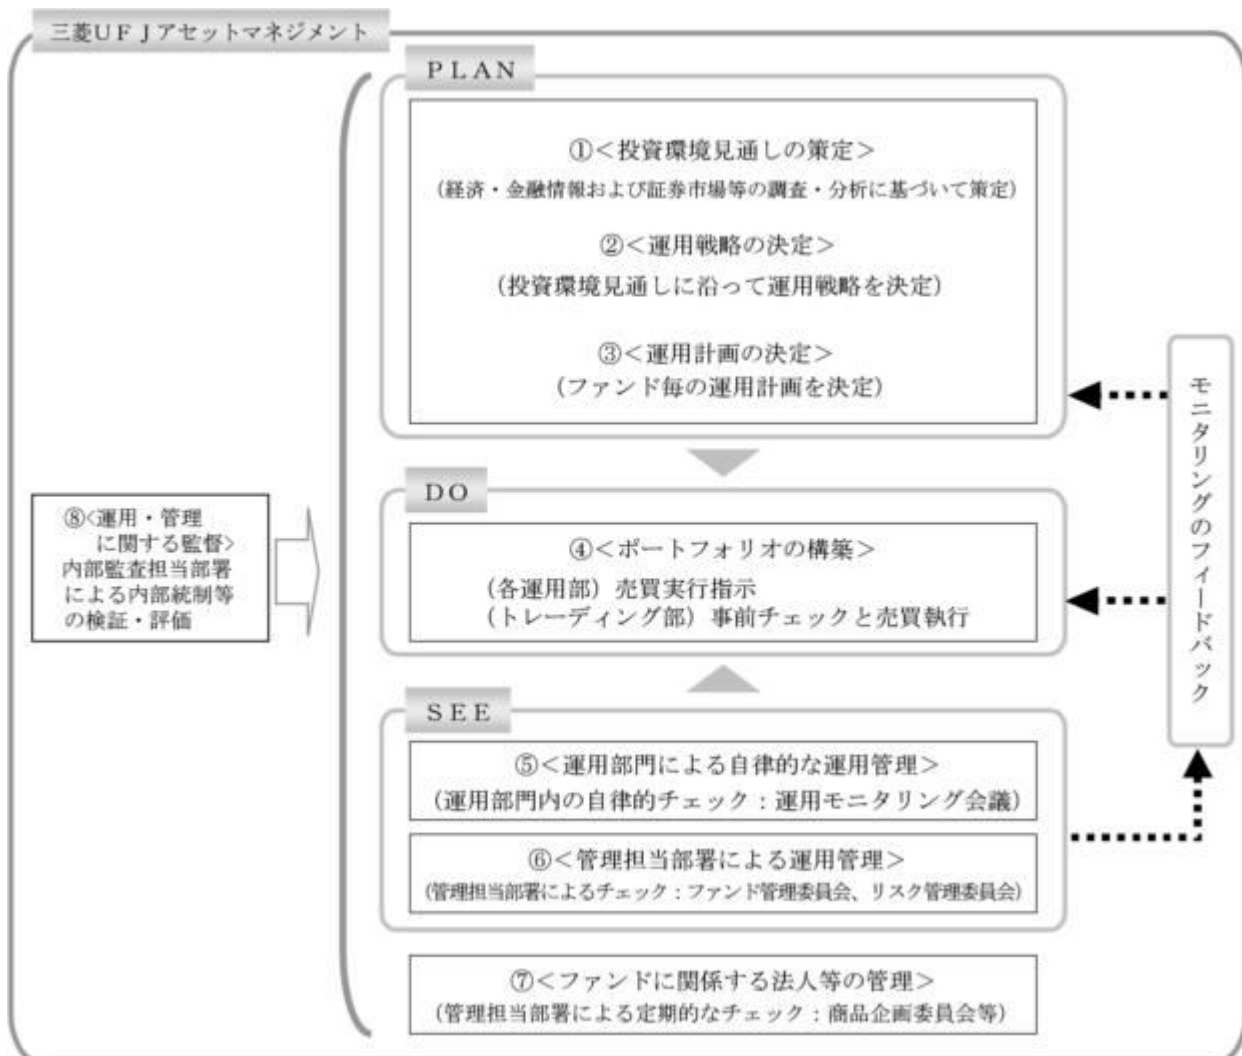 三菱UFJアセットマネジメント
PLAN
①<投資環境見通しの策定>
(経済・金融情報および証券市場等の調査・分析に基づいて策定)
②<運用戦略の決定>
(投資環境見通しに沿って運用戦略を決定)
③<運用計画の決定>
(ファンド毎の運用計画を決定)
DO
④<ポートフォリオの構築>
(各運用部)売買実行指示
(トレーディング部)事前チェックと売買執行
SEE
⑤<運用部門による自律的な運用管理>
(運用部門内の自律的チェック:運用モニタリング会議)
⑥<管理担当部署による運用管理>
(管理担当部署によるチェック:ファンド管理委員会、リスク管理委員会)
⑦<ファンドに関係する法人等の管理>
(管理担当部署による定期的なチェック:商品企画委員会等)
⑧<運用・管理
に関する監督>
内部監査担当部署
による内部統制等
の検証・評価
モニタリングのフィードバック